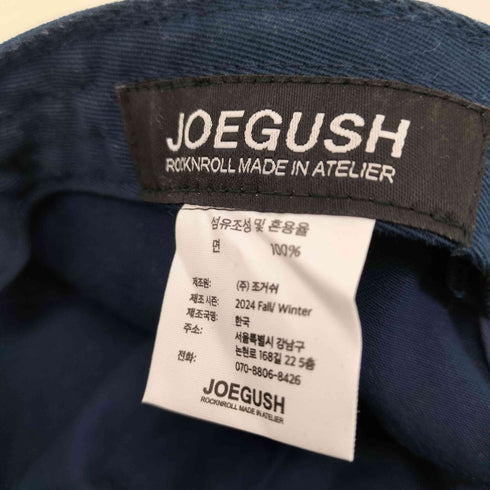 JOEGUSH
ROCKNROLL MADE IN ATELIER
섬유조성 및 혼용율
면 100%
제조원: (주) 조거쉬
제조시즌: 2024 Fall/ Winter
제조국명: 한국
주소: 서울특별시 강남구
논현로 168길 22 5층
전화: 070-8806-8426
JOEGUSH
ROCKNROLL MADE IN ATELIER